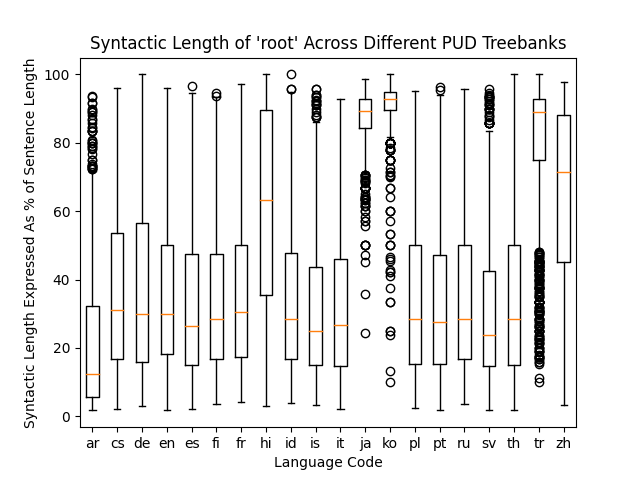 Syntactic Length of 'root' Across Different PUD Treebanks
Syntactic Length Expressed As % of Sentence Length
100
80
60
40
20
0
ar cs de en es fi fr hi id is it ja ko pl pt ru sv th tr zh
Language Code